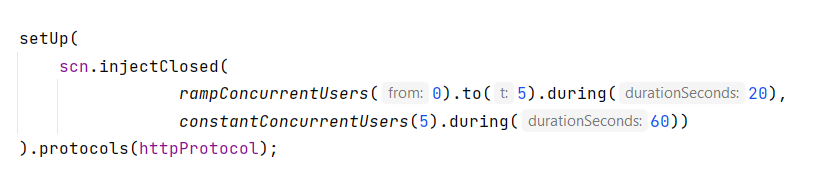 setUp(
scn.injectClosed(
rampConcurrentUsers( from: 0).to( t: 5).during( durationSeconds: 20),
constantConcurrentUsers(5).during( durationSeconds: 60))
).protocols(httpProtocol);